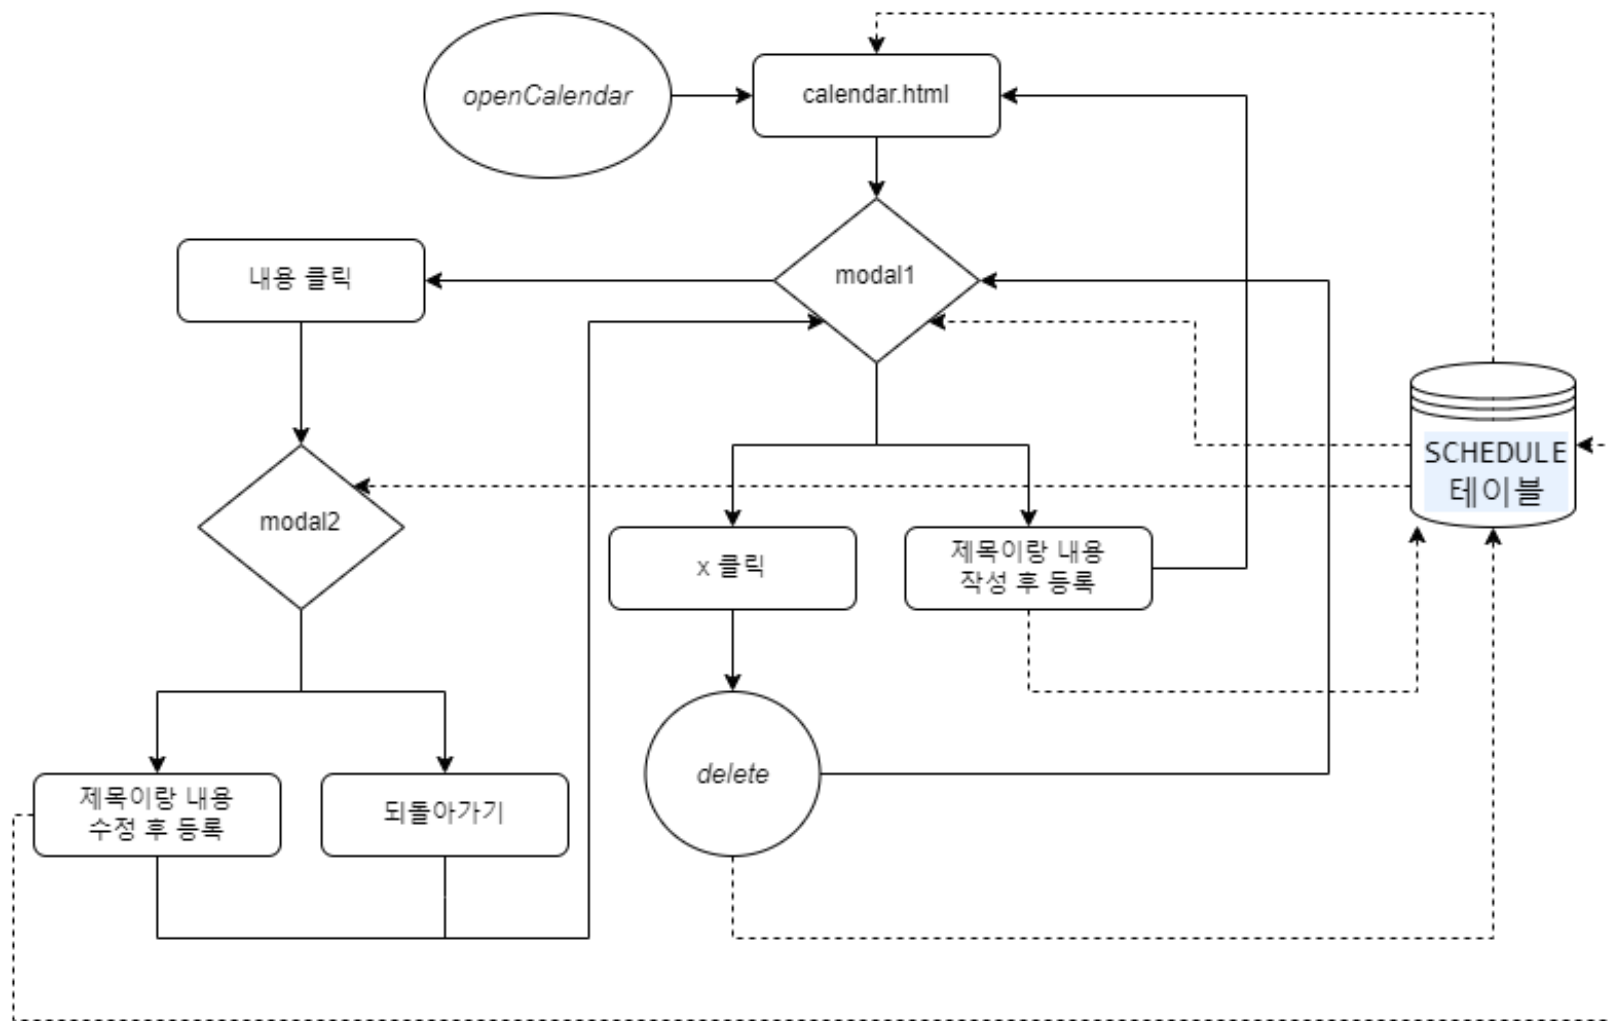 openCalendar
calendar.html
내용 클릭
modal1
SCHEDULE
테이블
modal2
x 클릭
제목이랑 내용
작성 후 등록
delete
제목이랑 내용
수정 후 등록
되돌아가기